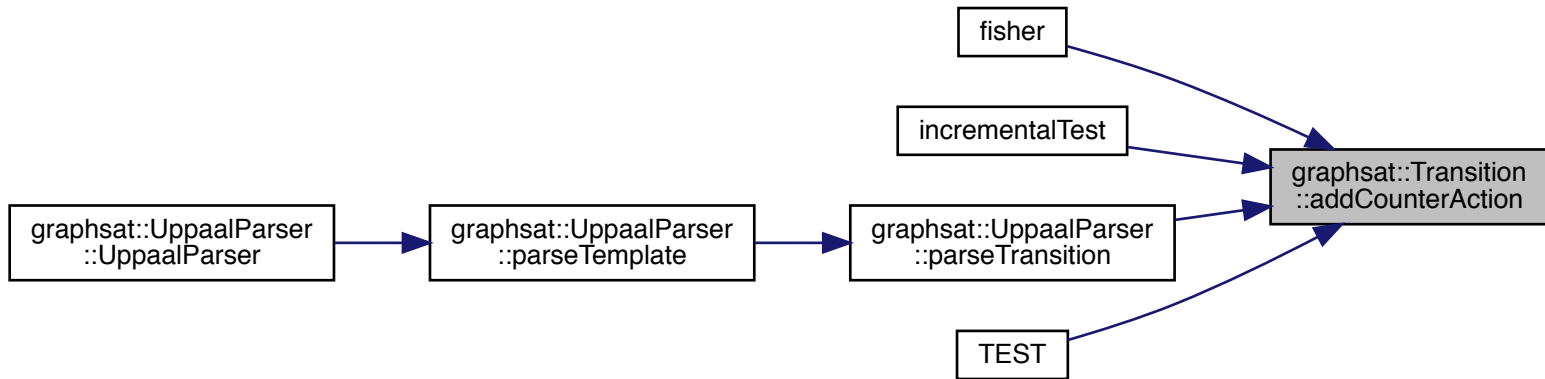 fisher
incrementalTest
graphsat::Transition
::addCounterAction
graphsat::UppaalParser
::UppaalParser
graphsat::UppaalParser
::parseTemplate
graphsat::UppaalParser
::parseTransition
TEST